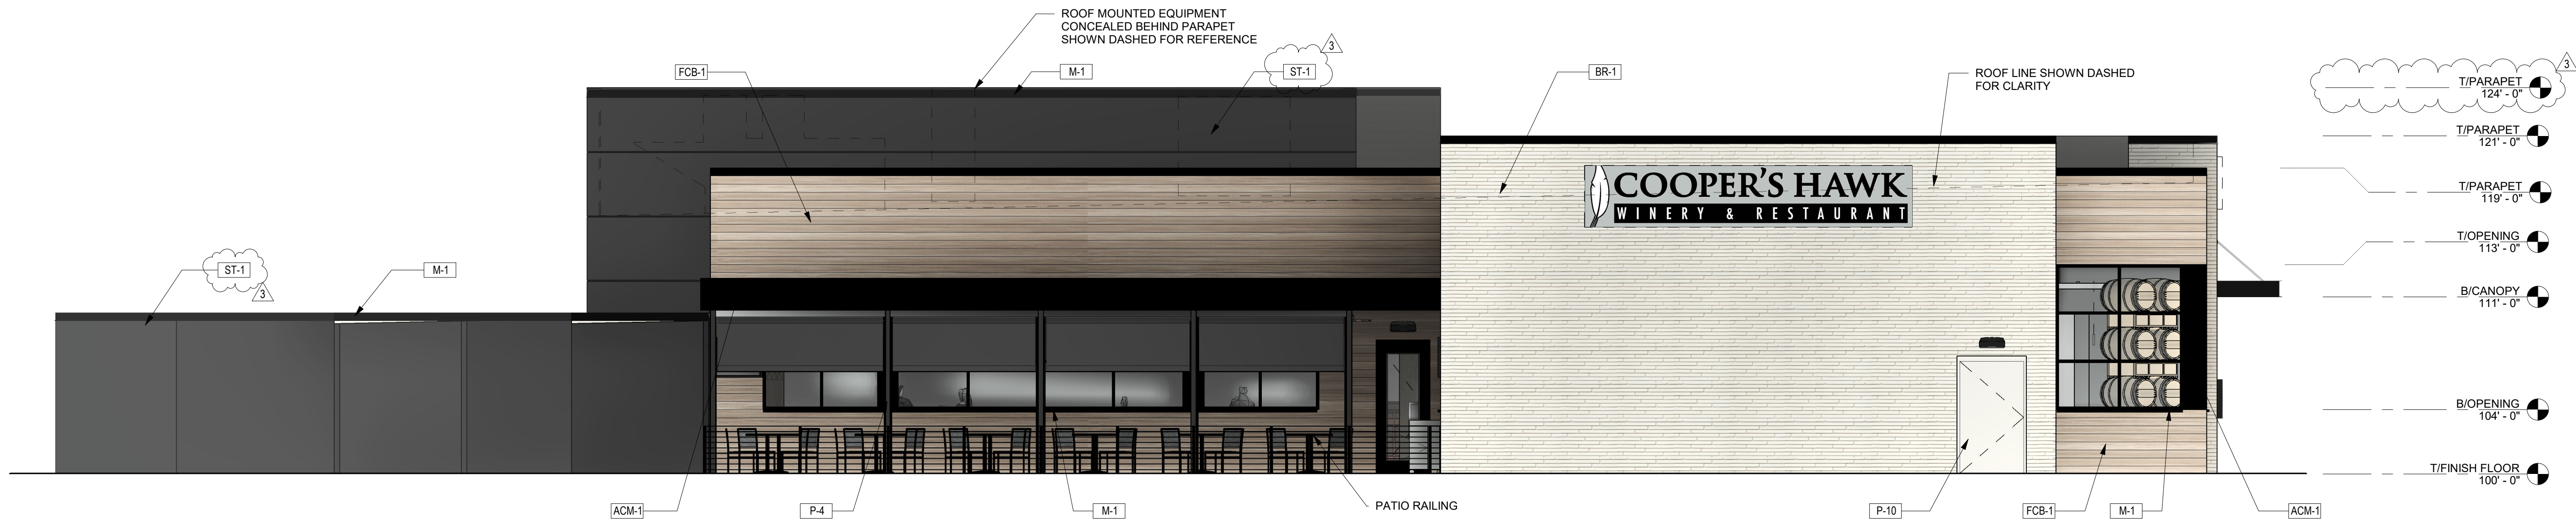 ROOF MOUNTED EQUIPMENT
CONCEALED BEHIND PARAPET
SHOWN DASHED FOR REFERENCE
3
FCB-1
M-1
ST-1
BR-1
ROOF LINE SHOWN DASHED
FOR CLARITY
3
T/PARAPET
124' - 0"
T/PARAPET
121' - 0"
T/PARAPET
119' - 0"
T/OPENING
113' - 0"
B/CANOPY
111' - 0"
B/OPENING
104' - 0"
T/FINISH FLOOR
100' - 0"
COOPER'S HAWK
WINERY & RESTAURANT
ST-1
3
M-1
ACM-1
P-4
M-1
PATIO RAILING
P-10
FCB-1
M-1
ACM-1